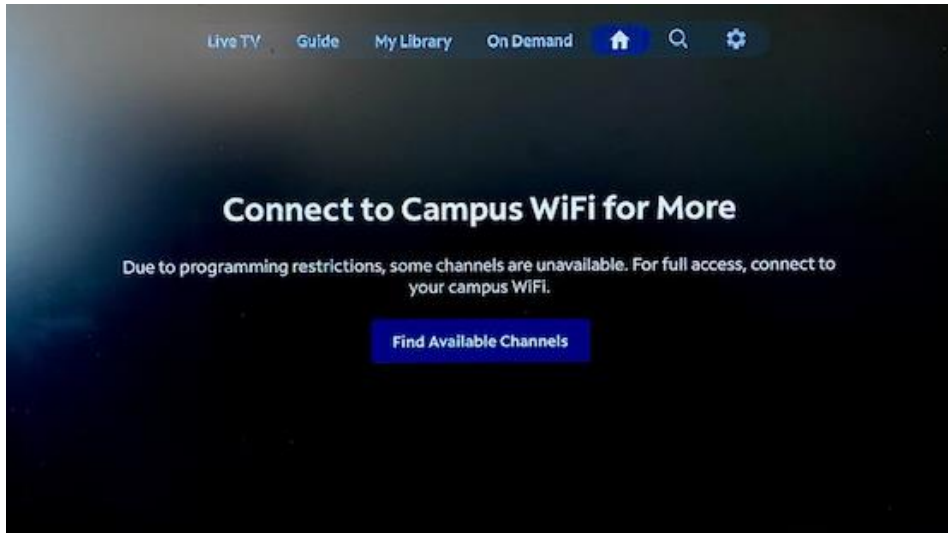 Live TV Guide My Library On Demand
Connect to Campus WiFi for More
Due to programming restrictions, some channels are unavailable. For full access, connect to
your campus WiFi.
Find Available Channels